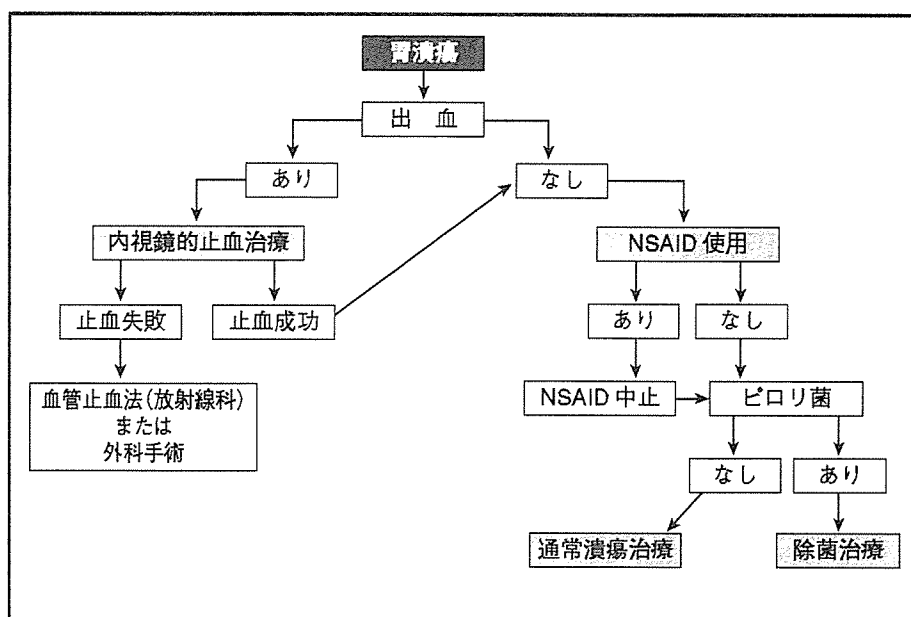 胃潰瘍
出 血
あり
なし
内視鏡的止血治療
NSAID 使用
止血失敗
止血成功
あり
なし
血管止血法(放射線科)
または
外科手術
NSAID 中止
ピロリ菌
なし
あり
通常潰瘍治療
除菌治療